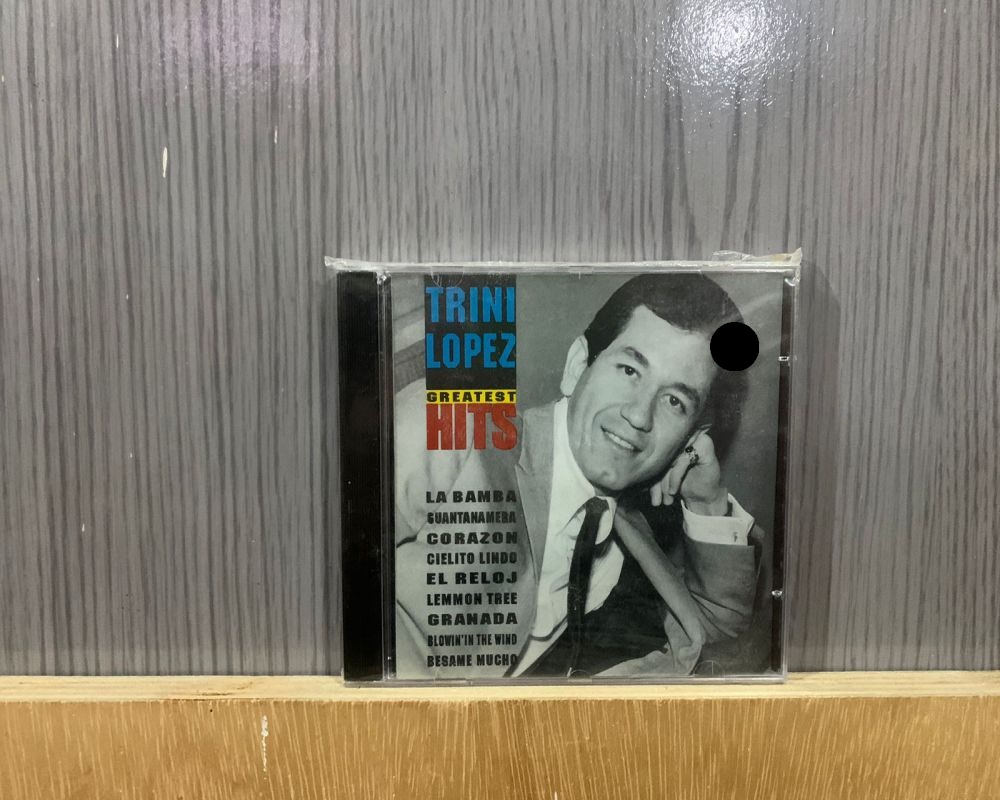 TRINI
LOPEZ
GREATEST
HITS
LA BAMBA
GUANTANAMERA
CORAZON
CIELITO LINDO
EL RELOJ
LEMMON TREE
GRANADA
BLOWIN' IN THE WIND
BESAME MUCHO